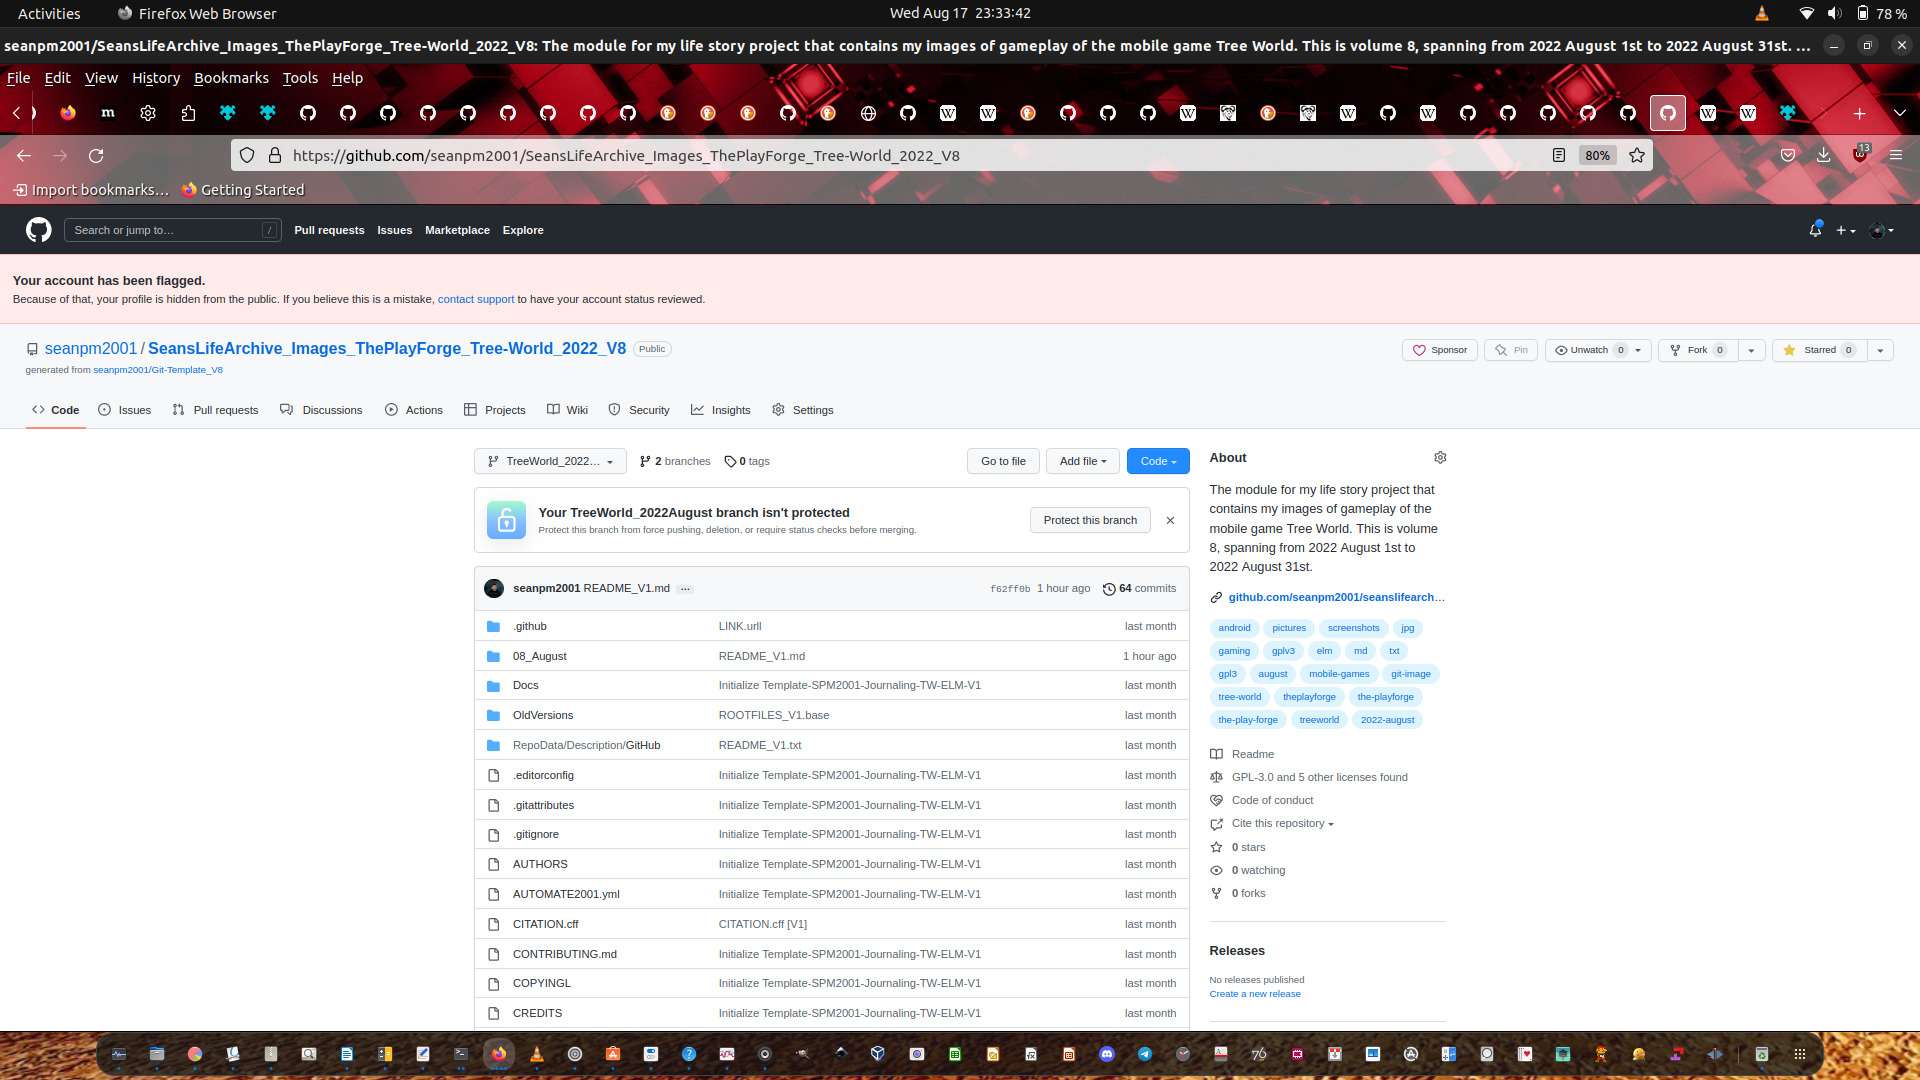 Activities
Firefox Web Browser
Wed Aug 17 23:33:42
78 %
seanpm2001/SeansLifeArchive_Images_ThePlayForge_Tree-World_2022_V8: The module for my life story project that contains my images of gameplay of the mobile game Tree World. This is volume 8, spanning from 2022 August 1st to 2022 August 31st. ...
File Edit View History Bookmarks Tools Help
https://github.com/seanpm2001/SeansLifeArchive_Images_ThePlayForge_Tree-World_2022_V8
80%
13
Import bookmarks...
Getting Started
Search or jump to...
/
Pull requests
Issues
Marketplace
Explore
Your account has been flagged.
Because of that, your profile is hidden from the public. If you believe this is a mistake, contact support to have your account status reviewed.
seanpm2001 / SeansLifeArchive_Images_ThePlayForge_Tree-World_2022_V8
Public
Sponsor
Pin
Unwatch 0
Fork 0
Starred 0
generated from seanpm2001/Git-Template_V8
Code
Issues
Pull requests
Discussions
Actions
Projects
Wiki
Security
Insights
Settings
TreeWorld_2022...
2 branches
0 tags
Go to file
Add file
Code
Your TreeWorld_2022August branch isn't protected
Protect this branch from force pushing, deletion, or require status checks before merging.
Protect this branch
seanpm2001 README_V1.md ...
f62ff0b 1 hour ago
64 commits
.github LINK.urll last month
08_August README_V1.md 1 hour ago
Docs Initialize Template-SPM2001-Journaling-TW-ELM-V1 last month
OldVersions ROOTFILES_V1.base last month
RepoData/Description/GitHub README_V1.txt last month
.editorconfig Initialize Template-SPM2001-Journaling-TW-ELM-V1 last month
.gitattributes Initialize Template-SPM2001-Journaling-TW-ELM-V1 last month
.gitignore Initialize Template-SPM2001-Journaling-TW-ELM-V1 last month
AUTHORS Initialize Template-SPM2001-Journaling-TW-ELM-V1 last month
AUTOMATE2001.yml Initialize Template-SPM2001-Journaling-TW-ELM-V1 last month
CITATION.cff CITATION.cff [V1] last month
CONTRIBUTING.md Initialize Template-SPM2001-Journaling-TW-ELM-V1 last month
COPYINGL Initialize Template-SPM2001-Journaling-TW-ELM-V1 last month
CREDITS Initialize Template-SPM2001-Journaling-TW-ELM-V1 last month
About
The module for my life story project that
contains my images of gameplay of the
mobile game Tree World. This is volume
8, spanning from 2022 August 1st to
2022 August 31st.
github.com/seanpm2001/seanslifearch...
android pictures screenshots jpg
gaming gplv3 elm md txt
gpl3 august mobile-games git-image
tree-world theplayforge the-playforge
the-play-forge treeworld 2022-august
Readme
GPL-3.0 and 5 other licenses found
Code of conduct
Cite this repository
0 stars
0 watching
0 forks
Releases
No releases published
Create a new release